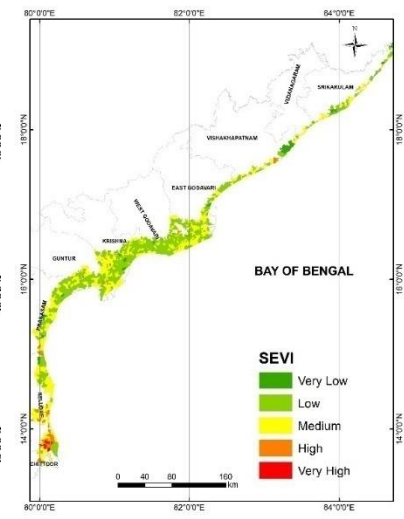 80°0'0"E 82°0'0"E 84°0'0"E
N
SRIKAKULAM
VIZIANAGARAM
18°0'0"N
VISHAKHAPATNAM
EAST GODAVARI
WEST GODAVARI
KRISHNA
GUNTUR
BAY OF BENGAL
16°0'0"N
PRAKASAM
SEVI
Very Low
Low
Medium
High
Very High
14°0'0"N
CHITTOOR
0 40 80 160
km
80°0'0"E 82°0'0"E 84°0'0"E